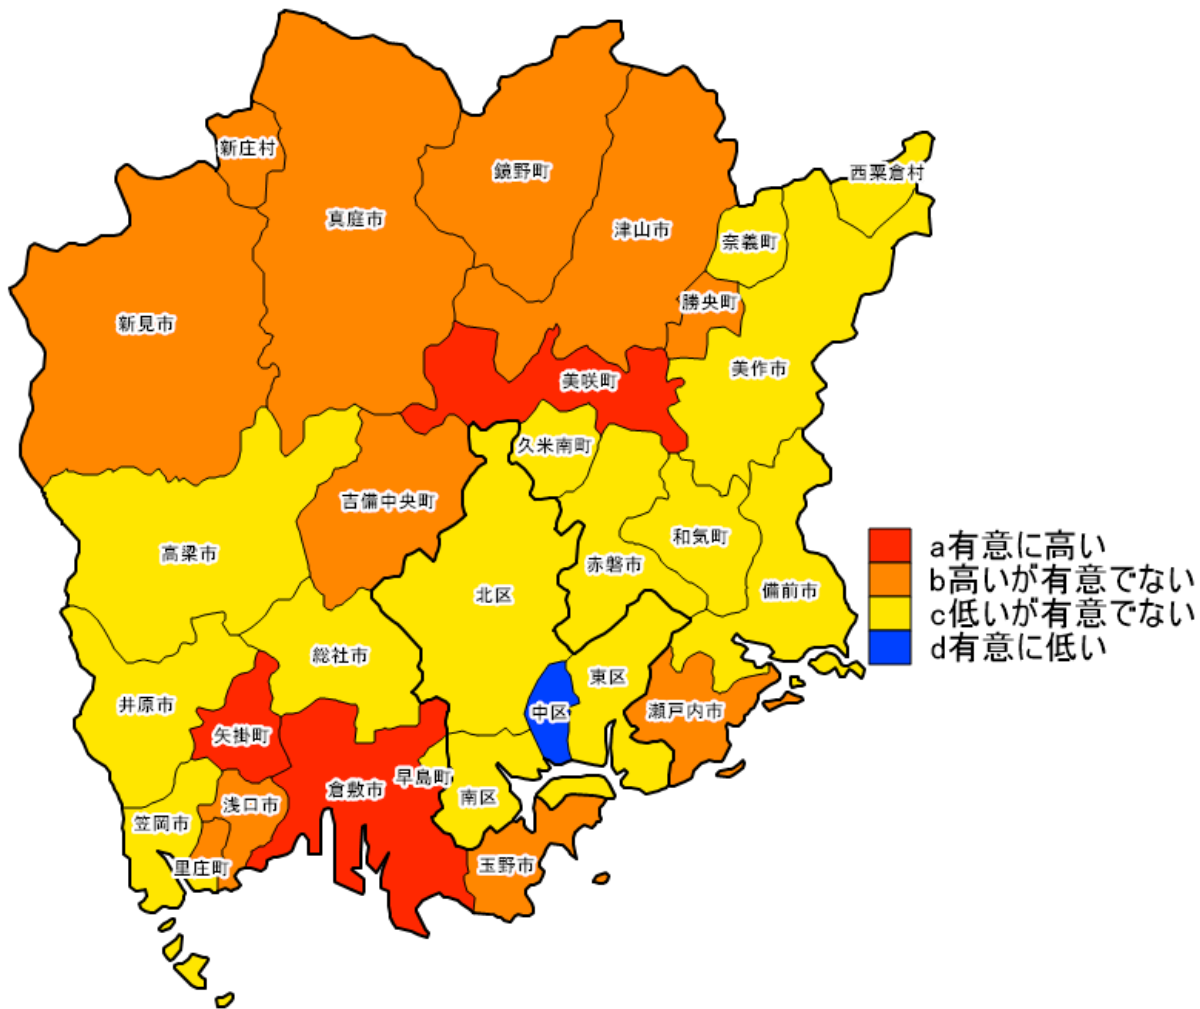 新庄村
鏡野町
西粟倉村
真庭市
津山市
奈義町
勝央町
新見市
美咲町
美作市
久米南町
吉備中央町
和気町
高梁市
赤磐市
北区
備前市
総社市
東区
井原市
中区
瀬戸内市
矢掛町
早島町
倉敷市
南区
浅口市
笠岡市
里庄町
玉野市
a有意に高い
b高いが有意でない
c低いが有意でない
d有意に低い